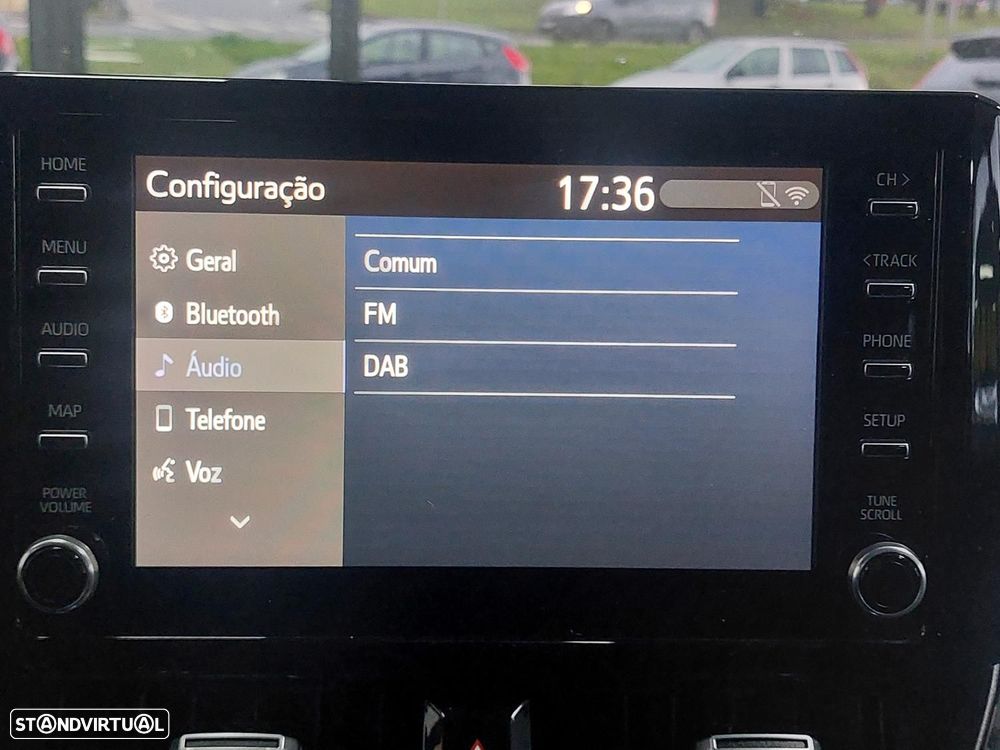 HOME
MENU
AUDIO
MAP
POWER
VOLUME
Configuração 17:36
Geral
Bluetooth
Áudio
Telefone
Voz
Comum
FM
DAB
CH >
<TRACK
PHONE
SETUP
TUNE
SCROLL
STANDVIRTUAL